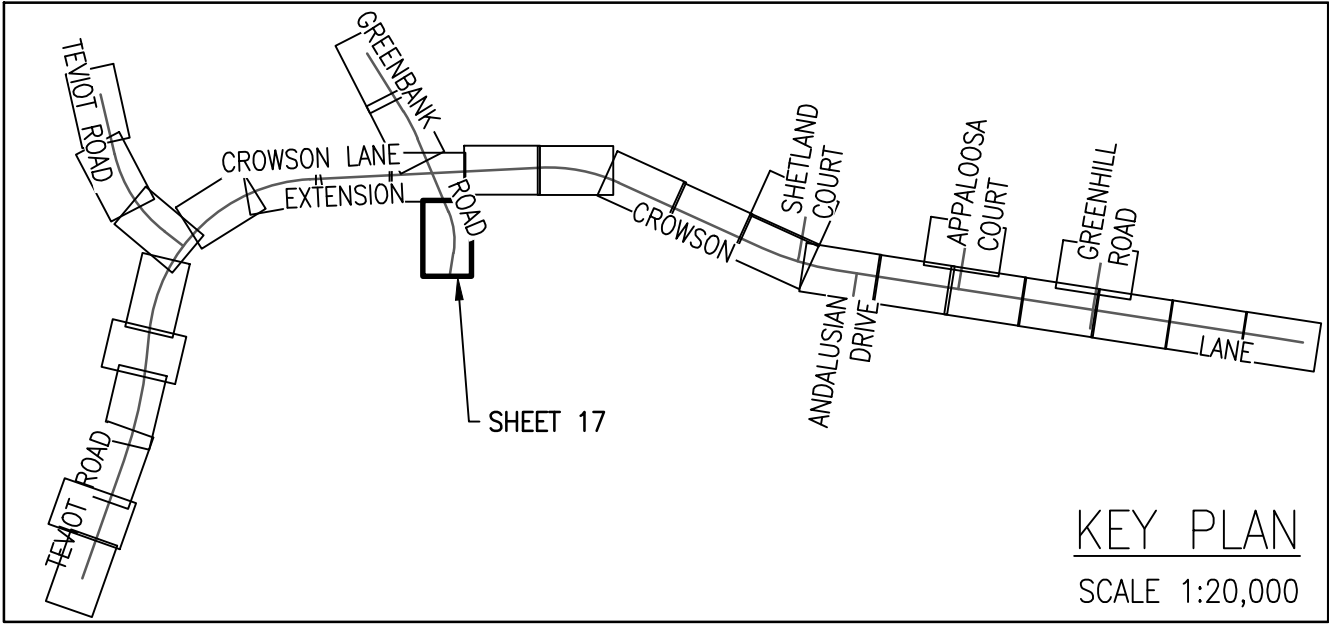 TEVIOT ROAD
GREENBANK
ROAD
CROWSON LANE
EXTENSION
CROWSON
SHETLAND
COURT
APPALOOSA
COURT
GREENHILL
ROAD
ANDALUSIAN
DRIVE
LANE
SHEET 17
TEVIOT ROAD
KEY PLAN
SCALE 1:20,000